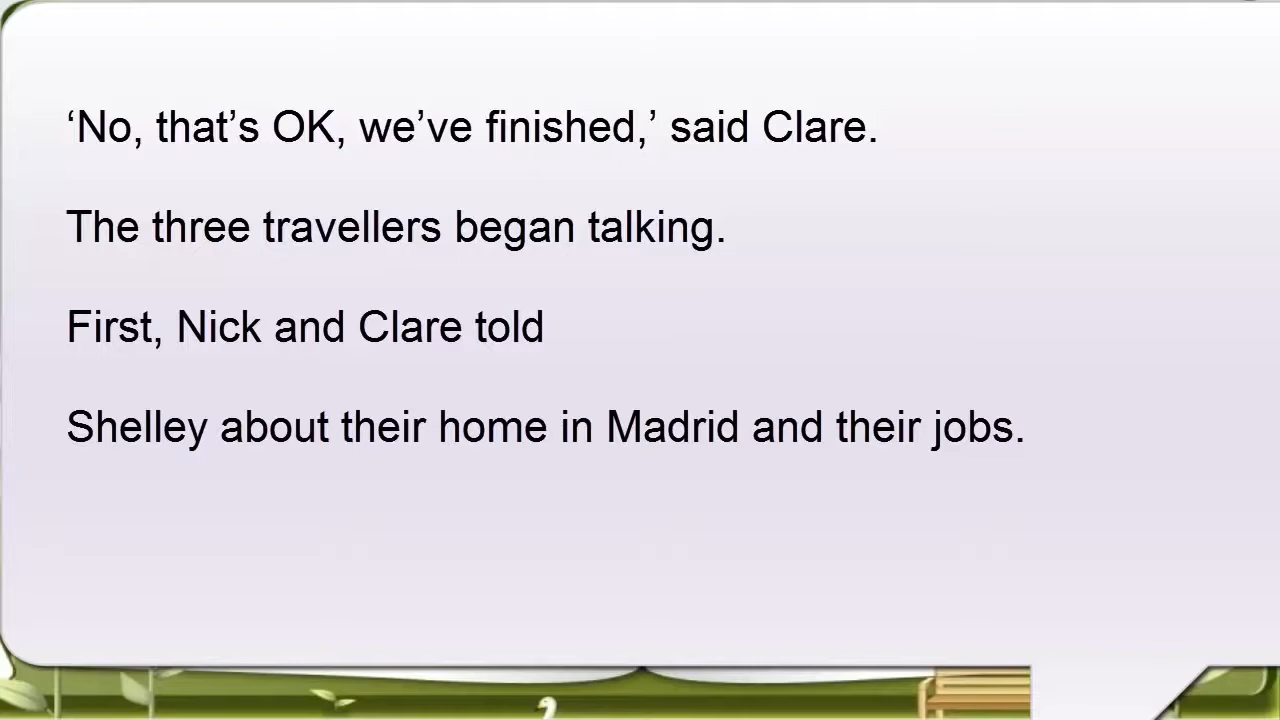 ‘No, that’s OK, we’ve finished,’ said Clare.
The three travellers began talking.
First, Nick and Clare told
Shelley about their home in Madrid and their jobs.